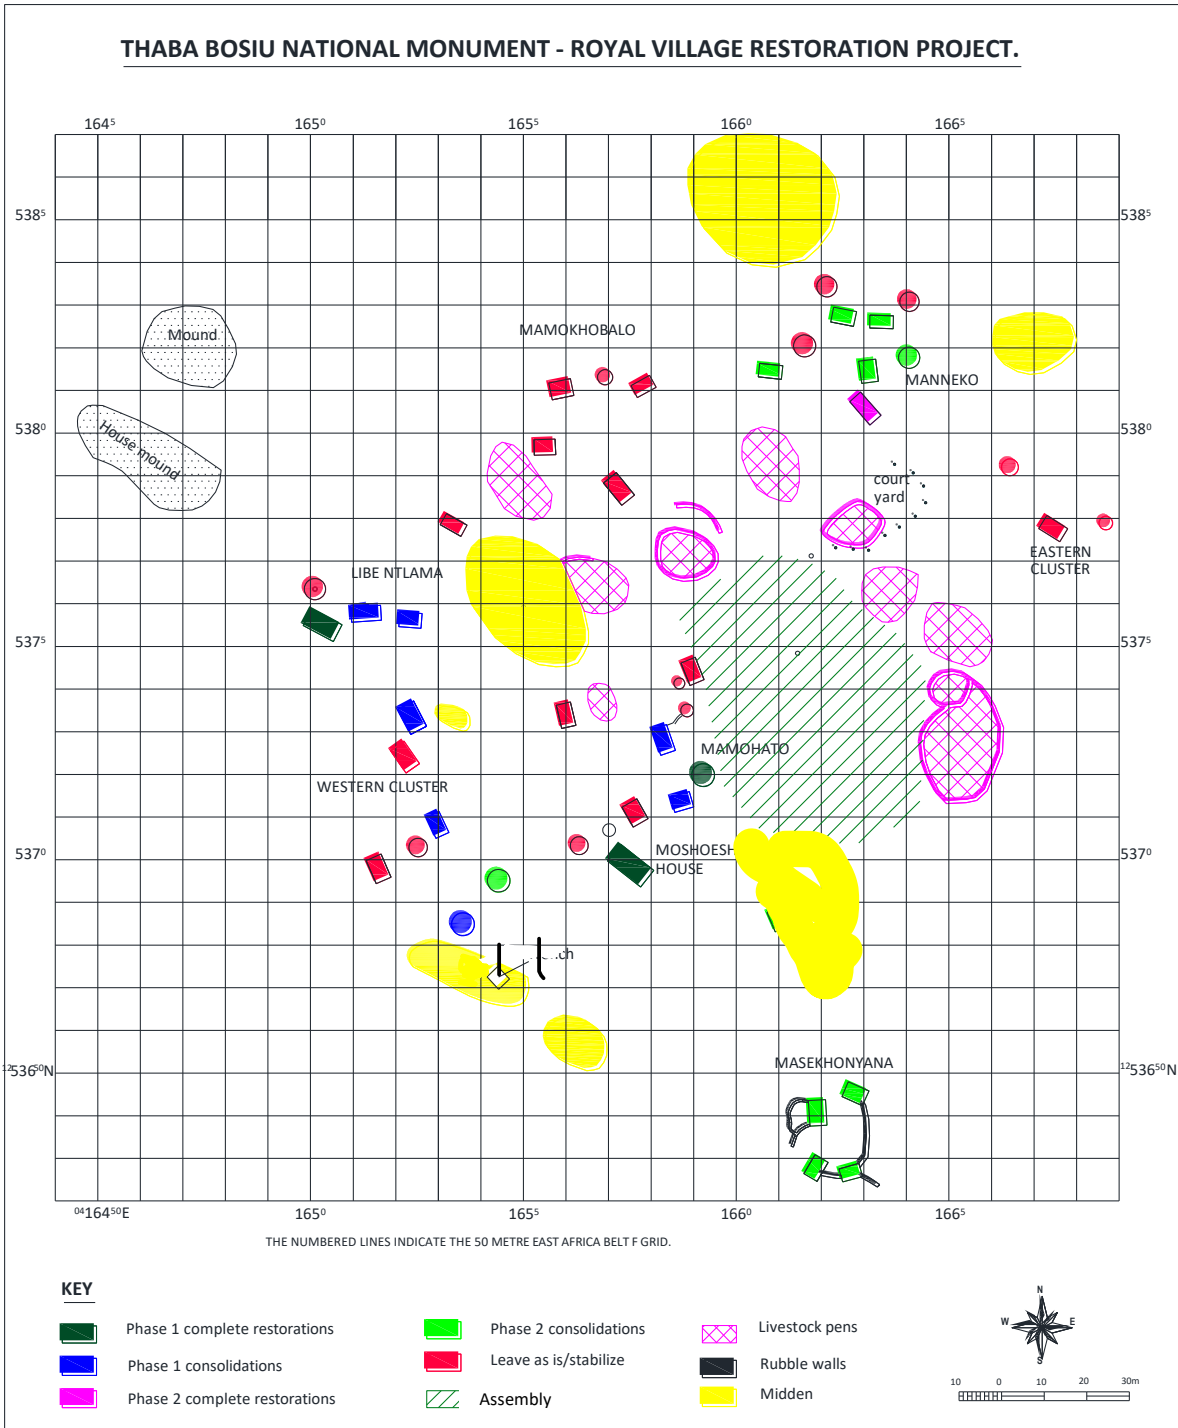 THABA BOSIU NATIONAL MONUMENT - ROYAL VILLAGE RESTORATION PROJECT.
164⁵ 165⁰ 165⁵ 166⁰ 166⁵
538⁵ 538⁵
Mound
MAMOKHOBALO
MANNEKO
538⁰ 538⁰
House mound
court
yard
EASTERN
CLUSTER
LIBE NTLAMA
537⁵ 537⁵
MAMOHATO
WESTERN CLUSTER
537⁰ 537⁰
MOSHOESH
HOUSE
ch
MASEKHONYANA
¹²536⁵⁰N ¹²536⁵⁰N
⁰⁴164⁵⁰E 165⁰ 165⁵ 166⁰ 166⁵
THE NUMBERED LINES INDICATE THE 50 METRE EAST AFRICA BELT F GRID.
KEY
Phase 1 complete restorations
Phase 1 consolidations
Phase 2 complete restorations
Phase 2 consolidations
Leave as is/stabilize
Assembly
Livestock pens
Rubble walls
Midden
N
W E
S
10 0 10 20 30m